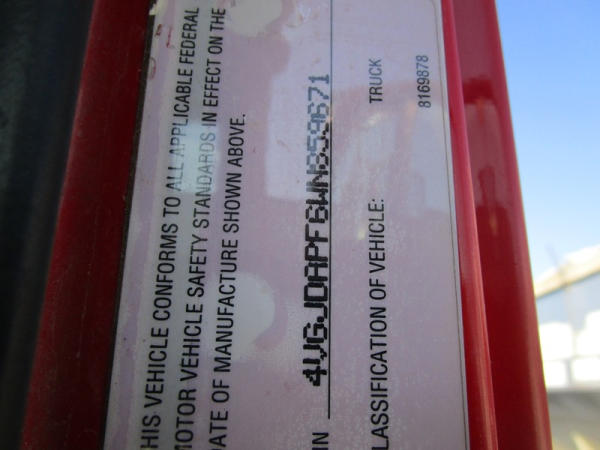 HIS VEHICLE CONFORMS TO ALL APPLICABLE FEDERAL
OTOR VEHICLE SAFETY STANDARDS IN EFFECT ON THE
DATE OF MANUFACTURE SHOWN ABOVE.
IN 4VGJDAPF6WN859671
LASSIFICATION OF VEHICLE: TRUCK
8169878